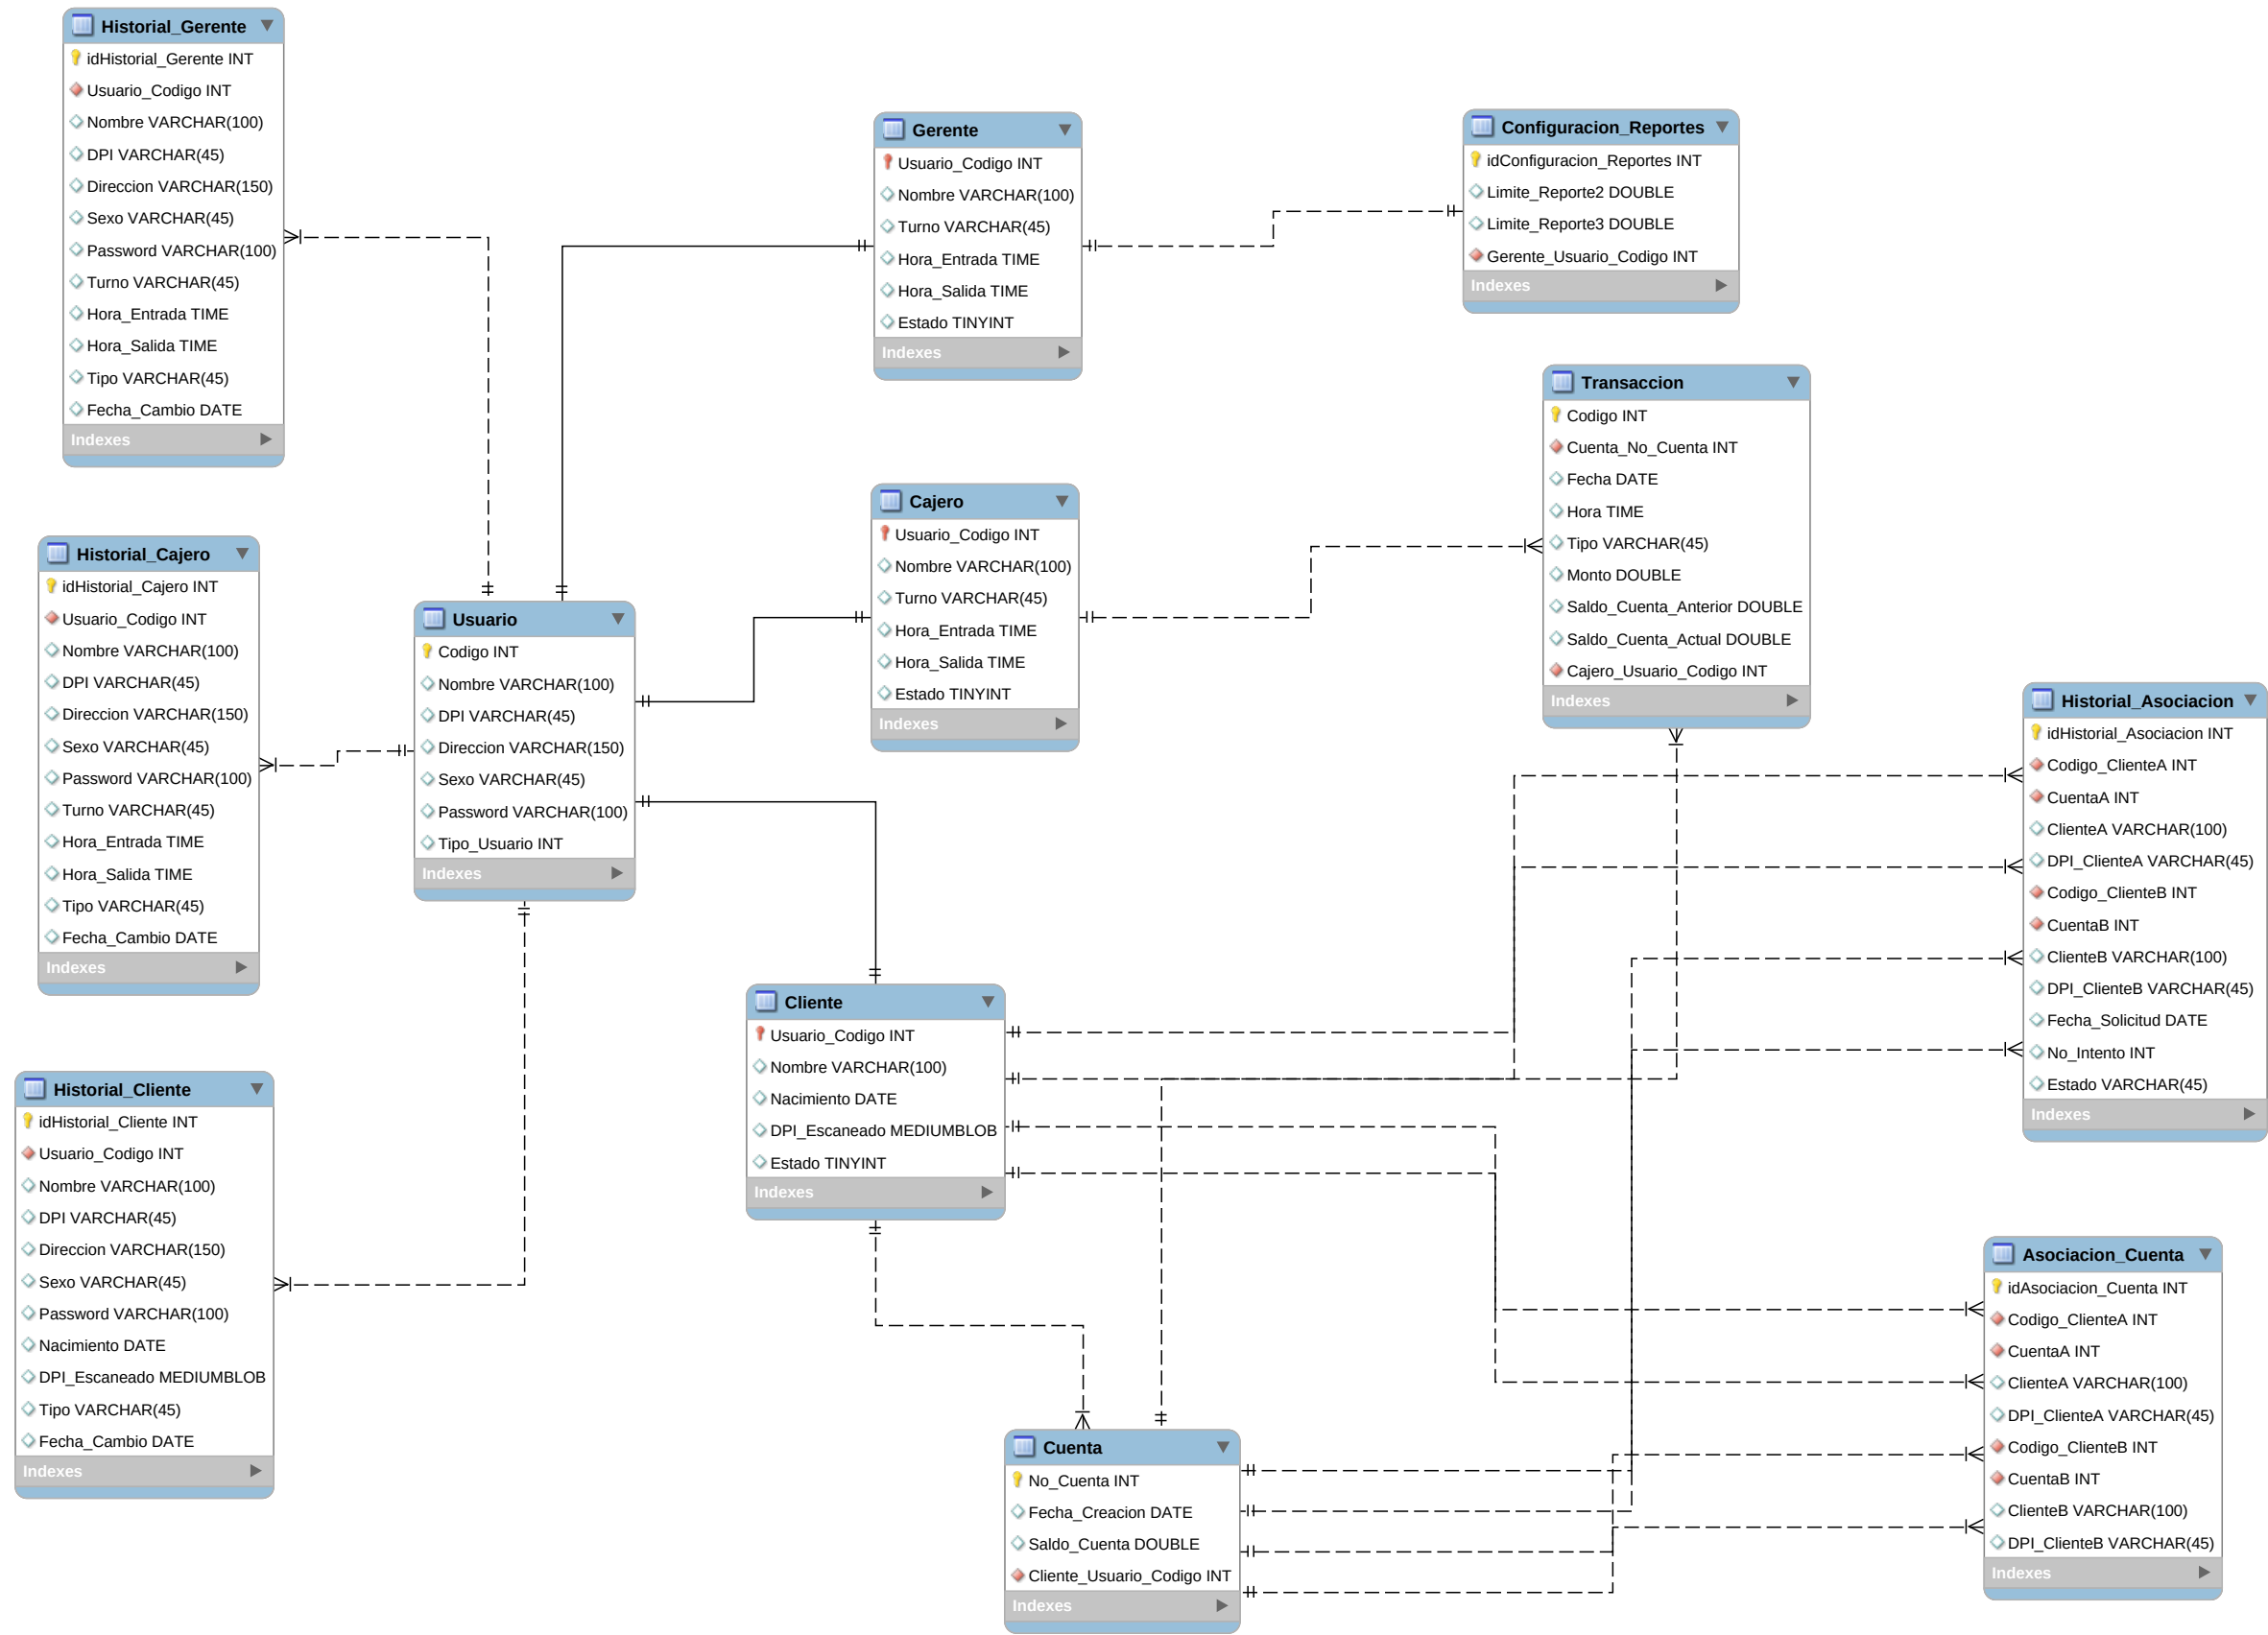 Historial_Gerente
idHistorial_Gerente INT
Usuario_Codigo INT
Nombre VARCHAR(100)
DPI VARCHAR(45)
Direccion VARCHAR(150)
Sexo VARCHAR(45)
Password VARCHAR(100)
Turno VARCHAR(45)
Hora_Entrada TIME
Hora_Salida TIME
Tipo VARCHAR(45)
Fecha_Cambio DATE
Indexes
Gerente
Usuario_Codigo INT
Nombre VARCHAR(100)
Turno VARCHAR(45)
Hora_Entrada TIME
Hora_Salida TIME
Estado TINYINT
Indexes
Configuracion_Reportes
idConfiguracion_Reportes INT
Limite_Reporte2 DOUBLE
Limite_Reporte3 DOUBLE
Gerente_Usuario_Codigo INT
Indexes
Transaccion
Codigo INT
Cuenta_No_Cuenta INT
Fecha DATE
Hora TIME
Tipo VARCHAR(45)
Monto DOUBLE
Saldo_Cuenta_Anterior DOUBLE
Saldo_Cuenta_Actual DOUBLE
Cajero_Usuario_Codigo INT
Indexes
Cajero
Usuario_Codigo INT
Nombre VARCHAR(100)
Turno VARCHAR(45)
Hora_Entrada TIME
Hora_Salida TIME
Estado TINYINT
Indexes
Historial_Cajero
idHistorial_Cajero INT
Usuario_Codigo INT
Nombre VARCHAR(100)
DPI VARCHAR(45)
Direccion VARCHAR(150)
Sexo VARCHAR(45)
Password VARCHAR(100)
Turno VARCHAR(45)
Hora_Entrada TIME
Hora_Salida TIME
Tipo VARCHAR(45)
Fecha_Cambio DATE
Indexes
Usuario
Codigo INT
Nombre VARCHAR(100)
DPI VARCHAR(45)
Direccion VARCHAR(150)
Sexo VARCHAR(45)
Password VARCHAR(100)
Tipo_Usuario INT
Indexes
Historial_Asociacion
idHistorial_Asociacion INT
Codigo_ClienteA INT
CuentaA INT
ClienteA VARCHAR(100)
DPI_ClienteA VARCHAR(45)
Codigo_ClienteB INT
CuentaB INT
ClienteB VARCHAR(100)
DPI_ClienteB VARCHAR(45)
Fecha_Solicitud DATE
No_Intento INT
Estado VARCHAR(45)
Indexes
Cliente
Usuario_Codigo INT
Nombre VARCHAR(100)
Nacimiento DATE
DPI_Escaneado MEDIUMBLOB
Estado TINYINT
Indexes
Historial_Cliente
idHistorial_Cliente INT
Usuario_Codigo INT
Nombre VARCHAR(100)
DPI VARCHAR(45)
Direccion VARCHAR(150)
Sexo VARCHAR(45)
Password VARCHAR(100)
Nacimiento DATE
DPI_Escaneado MEDIUMBLOB
Tipo VARCHAR(45)
Fecha_Cambio DATE
Indexes
Asociacion_Cuenta
idAsociacion_Cuenta INT
Codigo_ClienteA INT
CuentaA INT
ClienteA VARCHAR(100)
DPI_ClienteA VARCHAR(45)
Codigo_ClienteB INT
CuentaB INT
ClienteB VARCHAR(100)
DPI_ClienteB VARCHAR(45)
Indexes
Cuenta
No_Cuenta INT
Fecha_Creacion DATE
Saldo_Cuenta DOUBLE
Cliente_Usuario_Codigo INT
Indexes